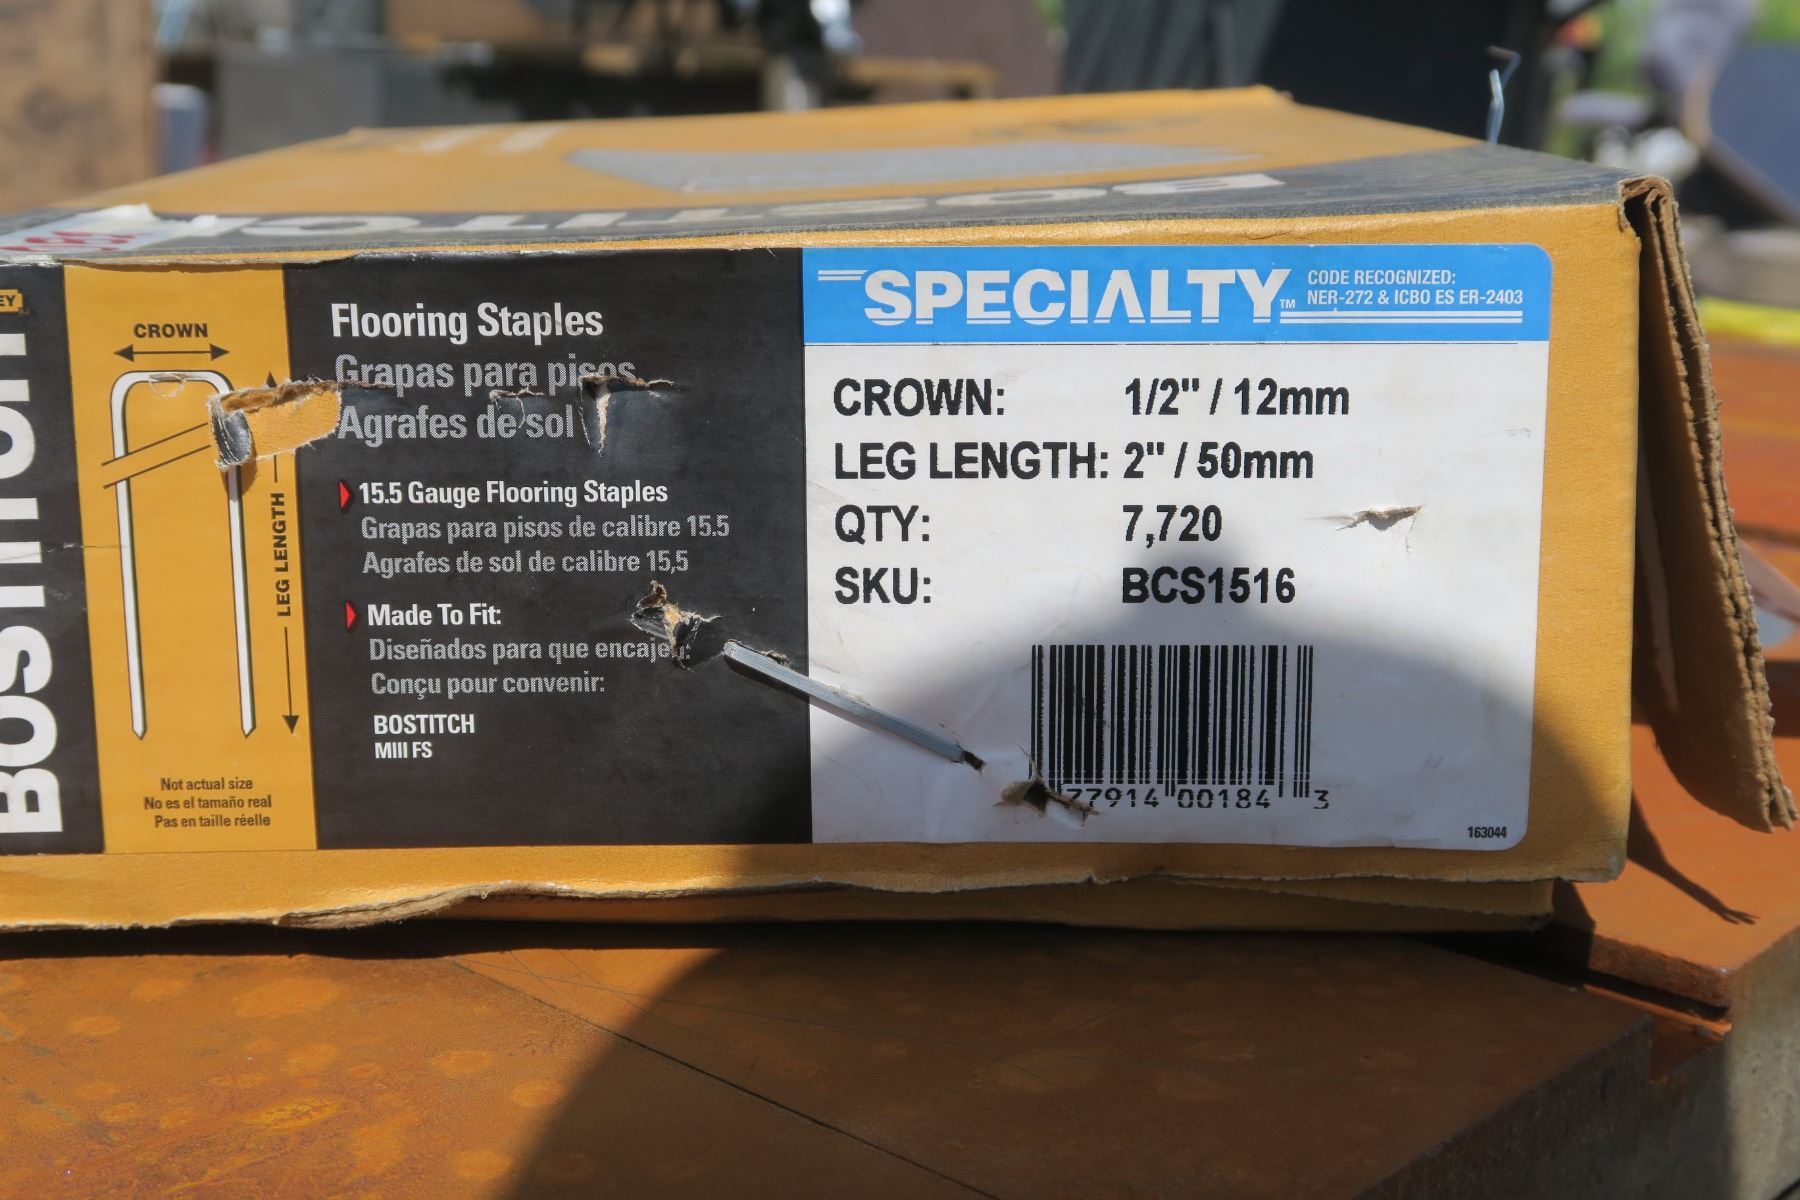 BOSTITCH
EY
BOSTITCH
CROWN
LEG LENGTH
Not actual size
No es el tamaño real
Pas en taille réelle
Flooring Staples
Grapas para pisos
Agrafes de sol
15.5 Gauge Flooring Staples
Grapas para pisos de calibre 15.5
Agrafes de sol de calibre 15,5
Made To Fit:
Diseñados para que encaje
Conçu pour convenir:
BOSTITCH
MIII FS
SPECIALTY™
CODE RECOGNIZED:
NER-272 & ICBO ES ER-2403
CROWN: 1/2" / 12mm
LEG LENGTH: 2" / 50mm
QTY: 7,720
SKU: BCS1516
77914 00184 3
163044